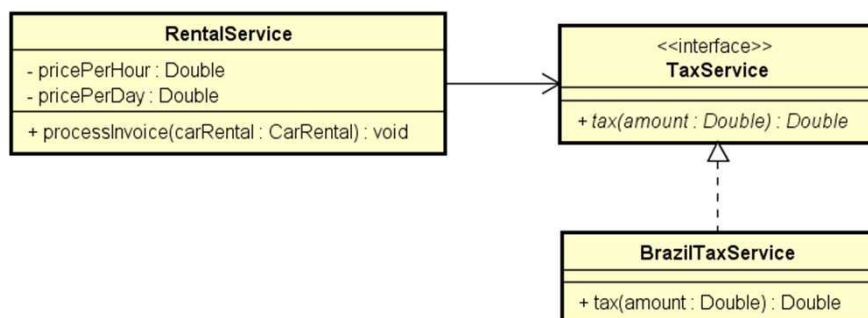 RentalService
- pricePerHour : Double
- pricePerDay : Double
+ processInvoice(carRental : CarRental) : void
<<interface>>
TaxService
+ tax(amount : Double) : Double
BrazilTaxService
+ tax(amount : Double) : Double